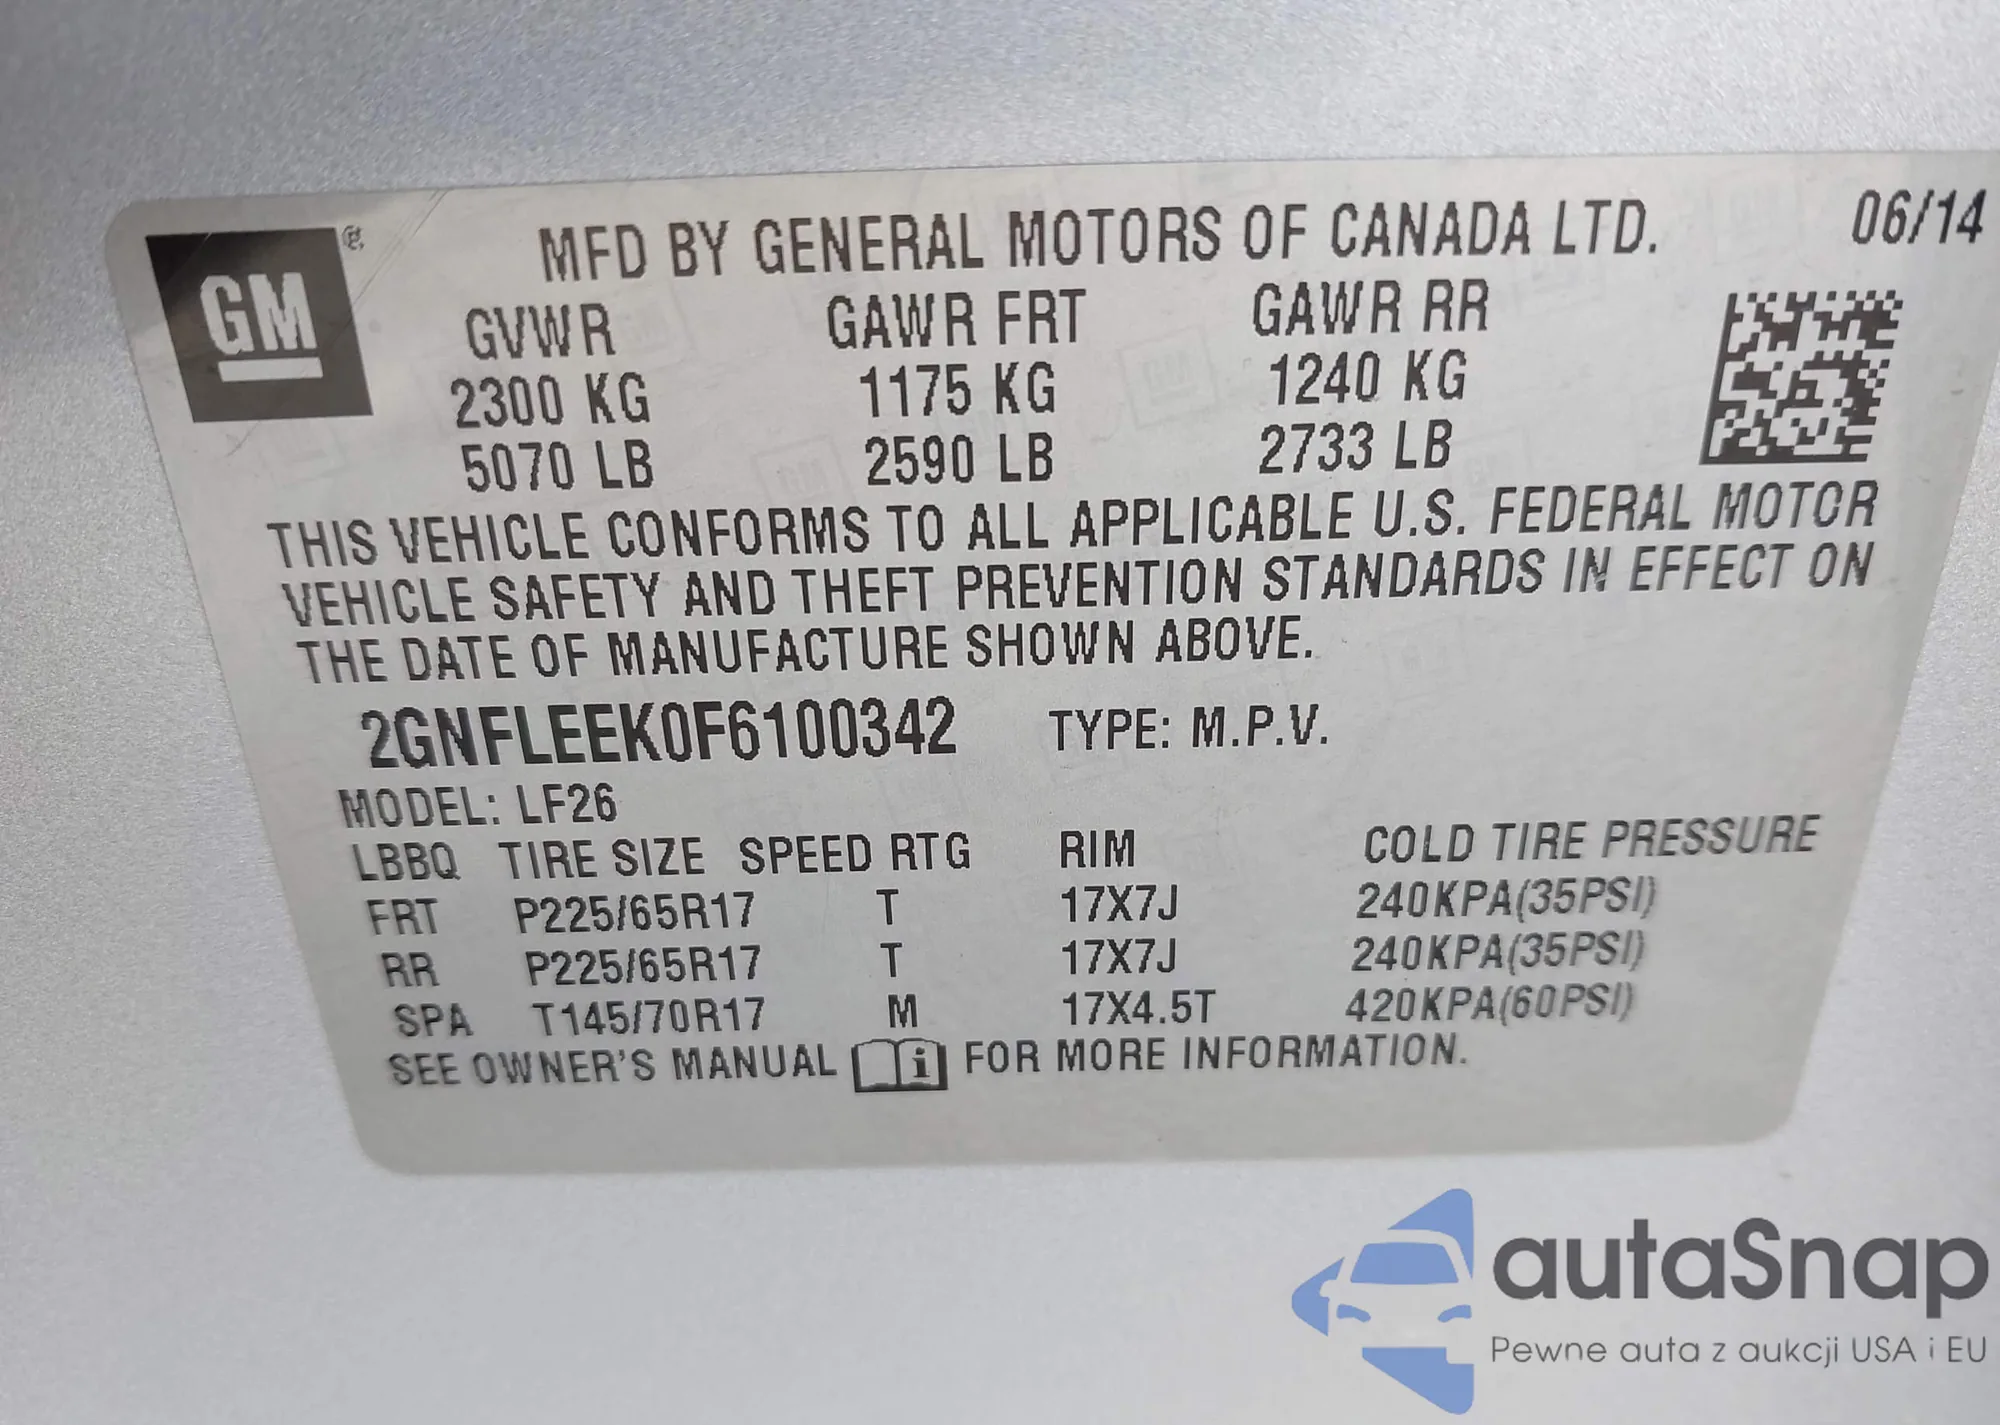 GM
MFD BY GENERAL MOTORS OF CANADA LTD. 06/14
GVWR GAWR FRT GAWR RR
2300 KG 1175 KG 1240 KG
5070 LB 2590 LB 2733 LB
THIS VEHICLE CONFORMS TO ALL APPLICABLE U.S. FEDERAL MOTOR
VEHICLE SAFETY AND THEFT PREVENTION STANDARDS IN EFFECT ON
THE DATE OF MANUFACTURE SHOWN ABOVE.
2GNFLEEK0F6100342 TYPE: M.P.V.
MODEL: LF26
LBBQ TIRE SIZE SPEED RTG RIM COLD TIRE PRESSURE
FRT P225/65R17 T 17X7J 240KPA(35PSI)
RR P225/65R17 T 17X7J 240KPA(35PSI)
SPA T145/70R17 M 17X4.5T 420KPA(60PSI)
SEE OWNER'S MANUAL i FOR MORE INFORMATION.
autaSnap
Pewne auta z aukcji USA i EU